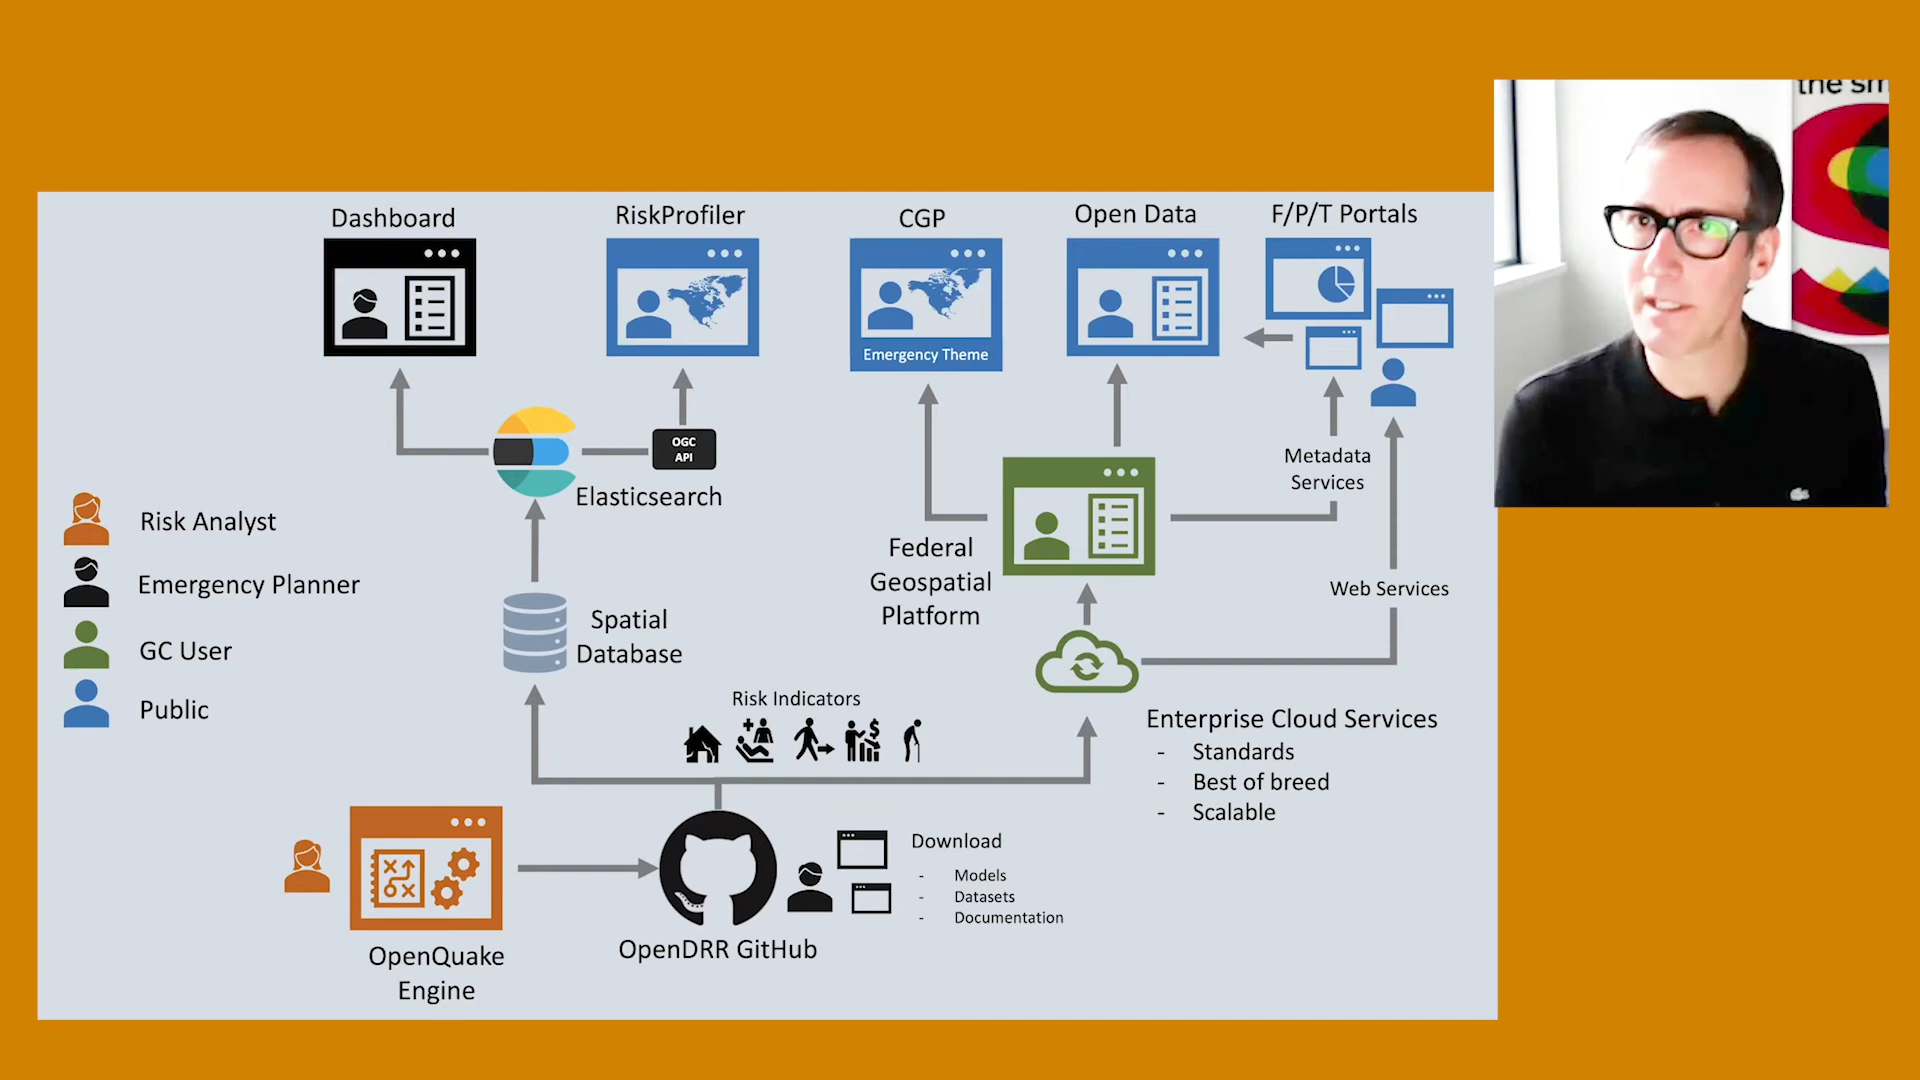 the sm
Dashboard
RiskProfiler
CGP
Open Data
F/P/T Portals
Emergency Theme
OGC
API
Elasticsearch
Metadata
Services
Risk Analyst
Emergency Planner
GC User
Public
Federal
Geospatial
Platform
Web Services
Spatial
Database
Risk Indicators
Enterprise Cloud Services
- Standards
- Best of breed
- Scalable
Download
- Models
- Datasets
- Documentation
OpenQuake
Engine
OpenDRR GitHub